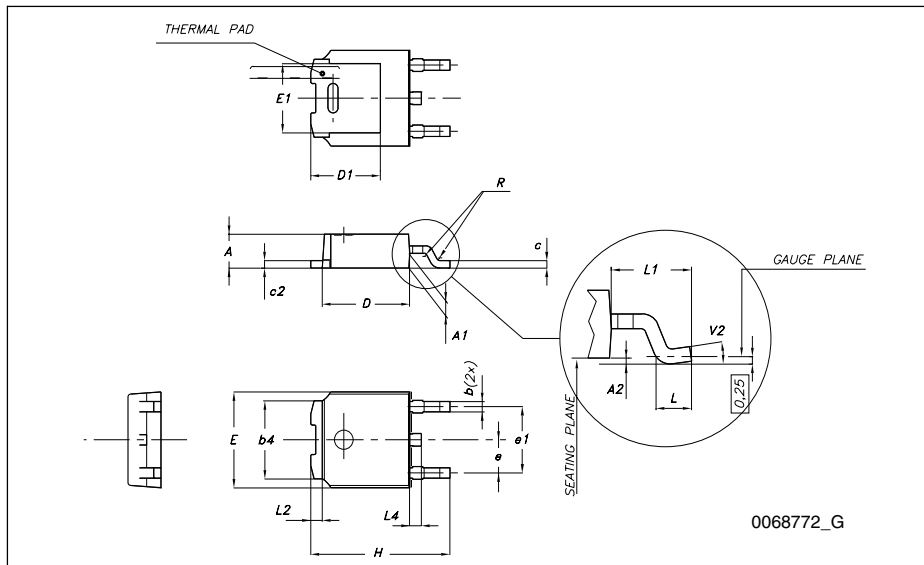 THERMAL PAD
E1
D1
R
A
c2
D
A1
c
L1
GAUGE PLANE
V2
A2
L
0,25
SEATING PLANE
b(2x)
E
b4
e
e1
L2
L4
H
0068772_G